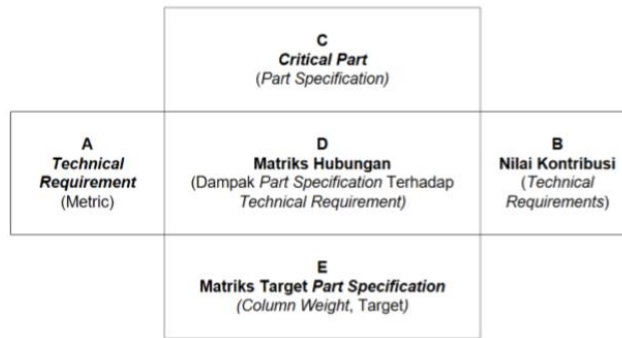 C
Critical Part
(Part Specification)
A
Technical
Requirement
(Metric)
D
Matriks Hubungan
(Dampak Part Specification Terhadap
Technical Requirement)
B
Nilai Kontribusi
(Technical
Requirements)
E
Matriks Target Part Specification
(Column Weight, Target)